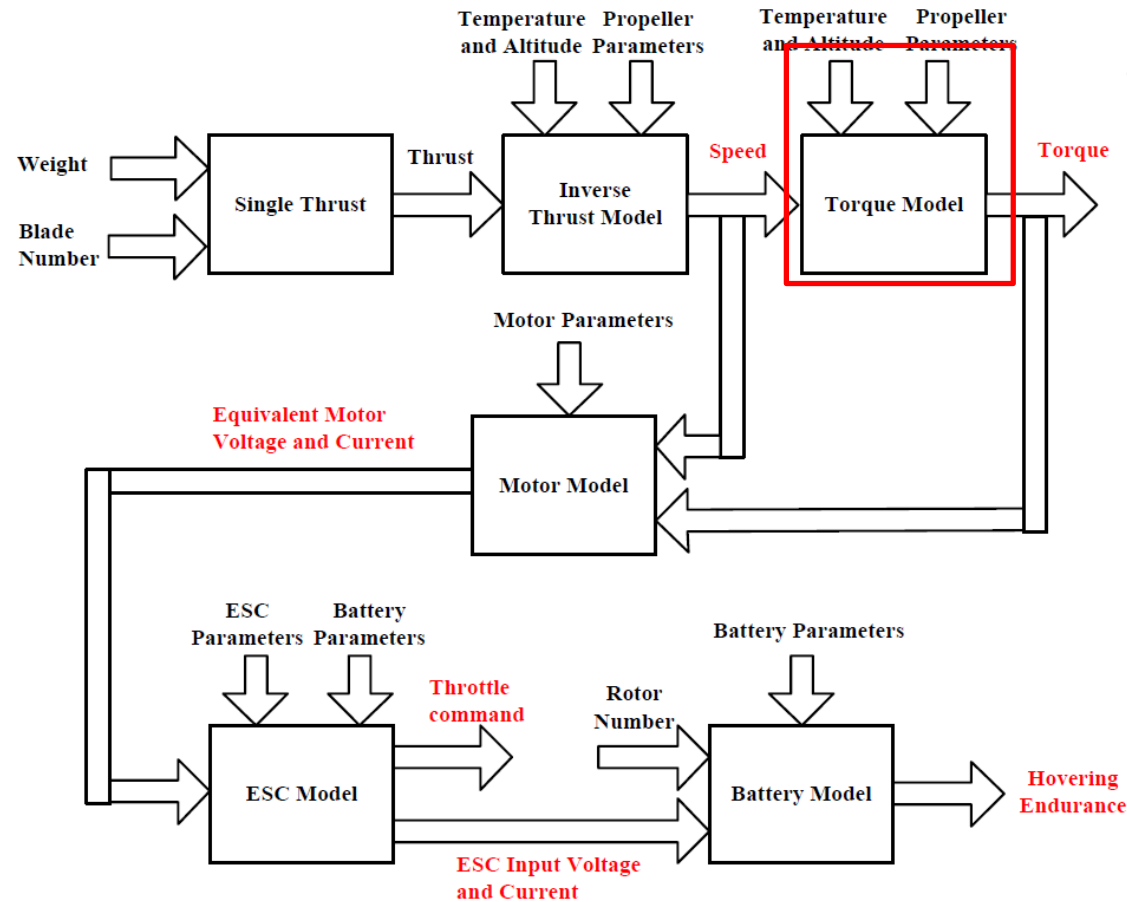 Temperature
and Altitude
Propeller
Parameters
Temperature
and Altitude
Propeller
Parameters
Weight
Blade
Number
Single Thrust
Thrust
Inverse
Thrust Model
Speed
Torque Model
Torque
Motor Parameters
Equivalent Motor
Voltage and Current
Motor Model
ESC
Parameters
Battery
Parameters
Throttle
command
Rotor
Number
Battery Parameters
ESC Model
Battery Model
Hovering
Endurance
ESC Input Voltage
and Current